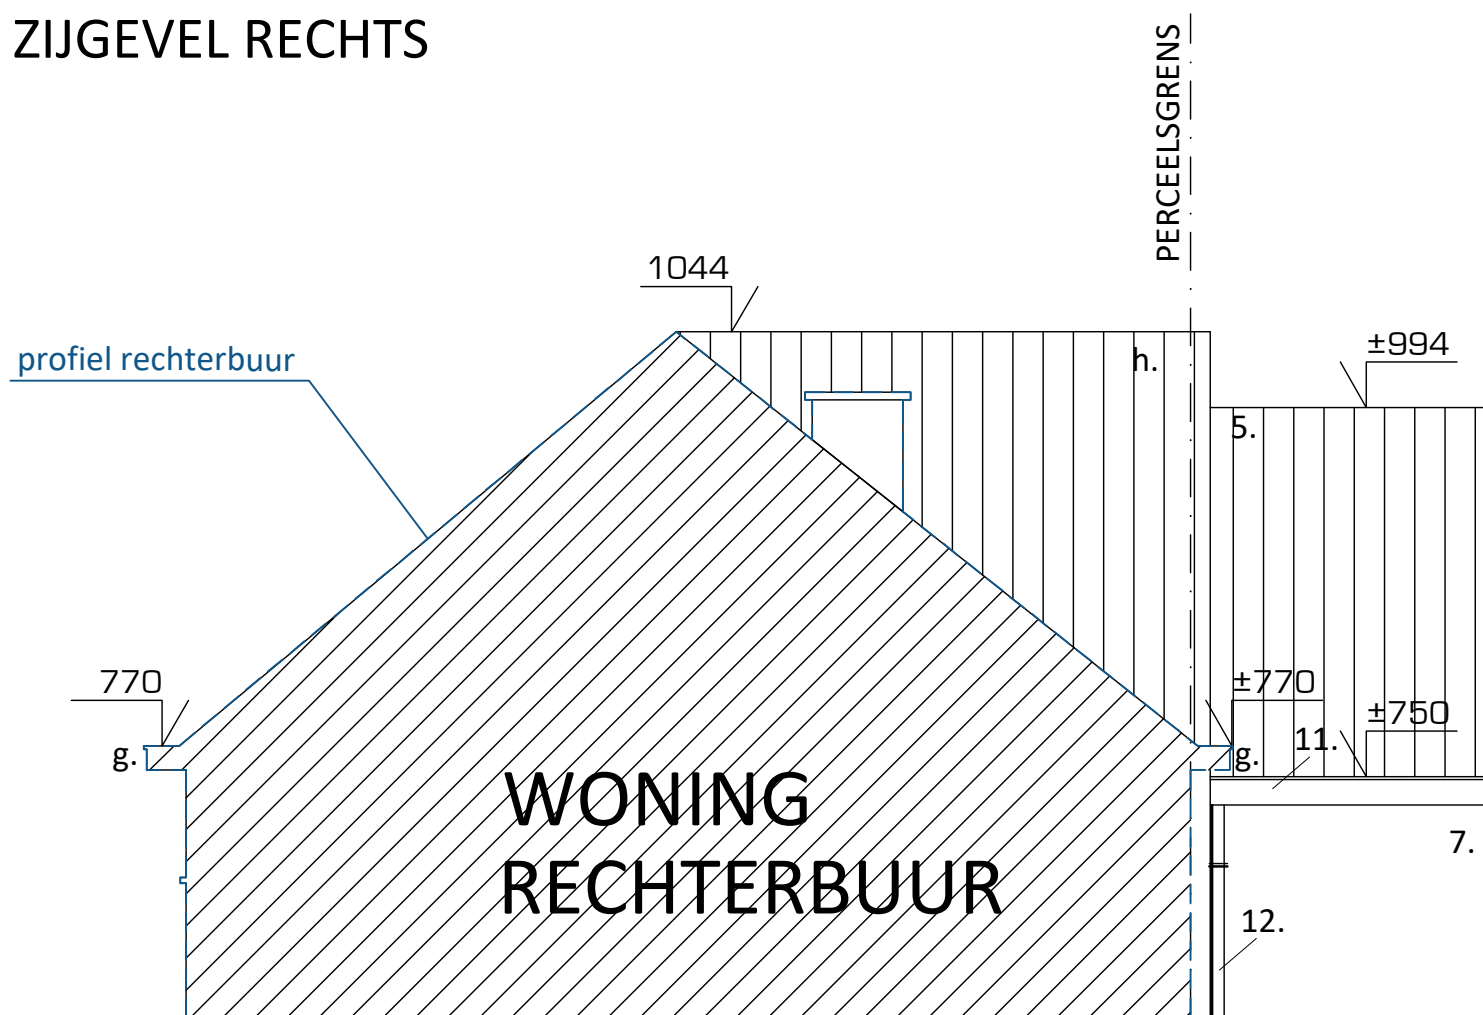 ZIJGEVEL RECHTS
PERCEELSGRENS
1044
profiel rechterbuur
h.
±994
5.
770
±770
±750
g.
g.
11.
WONING
RECHTERBUUR
7.
12.